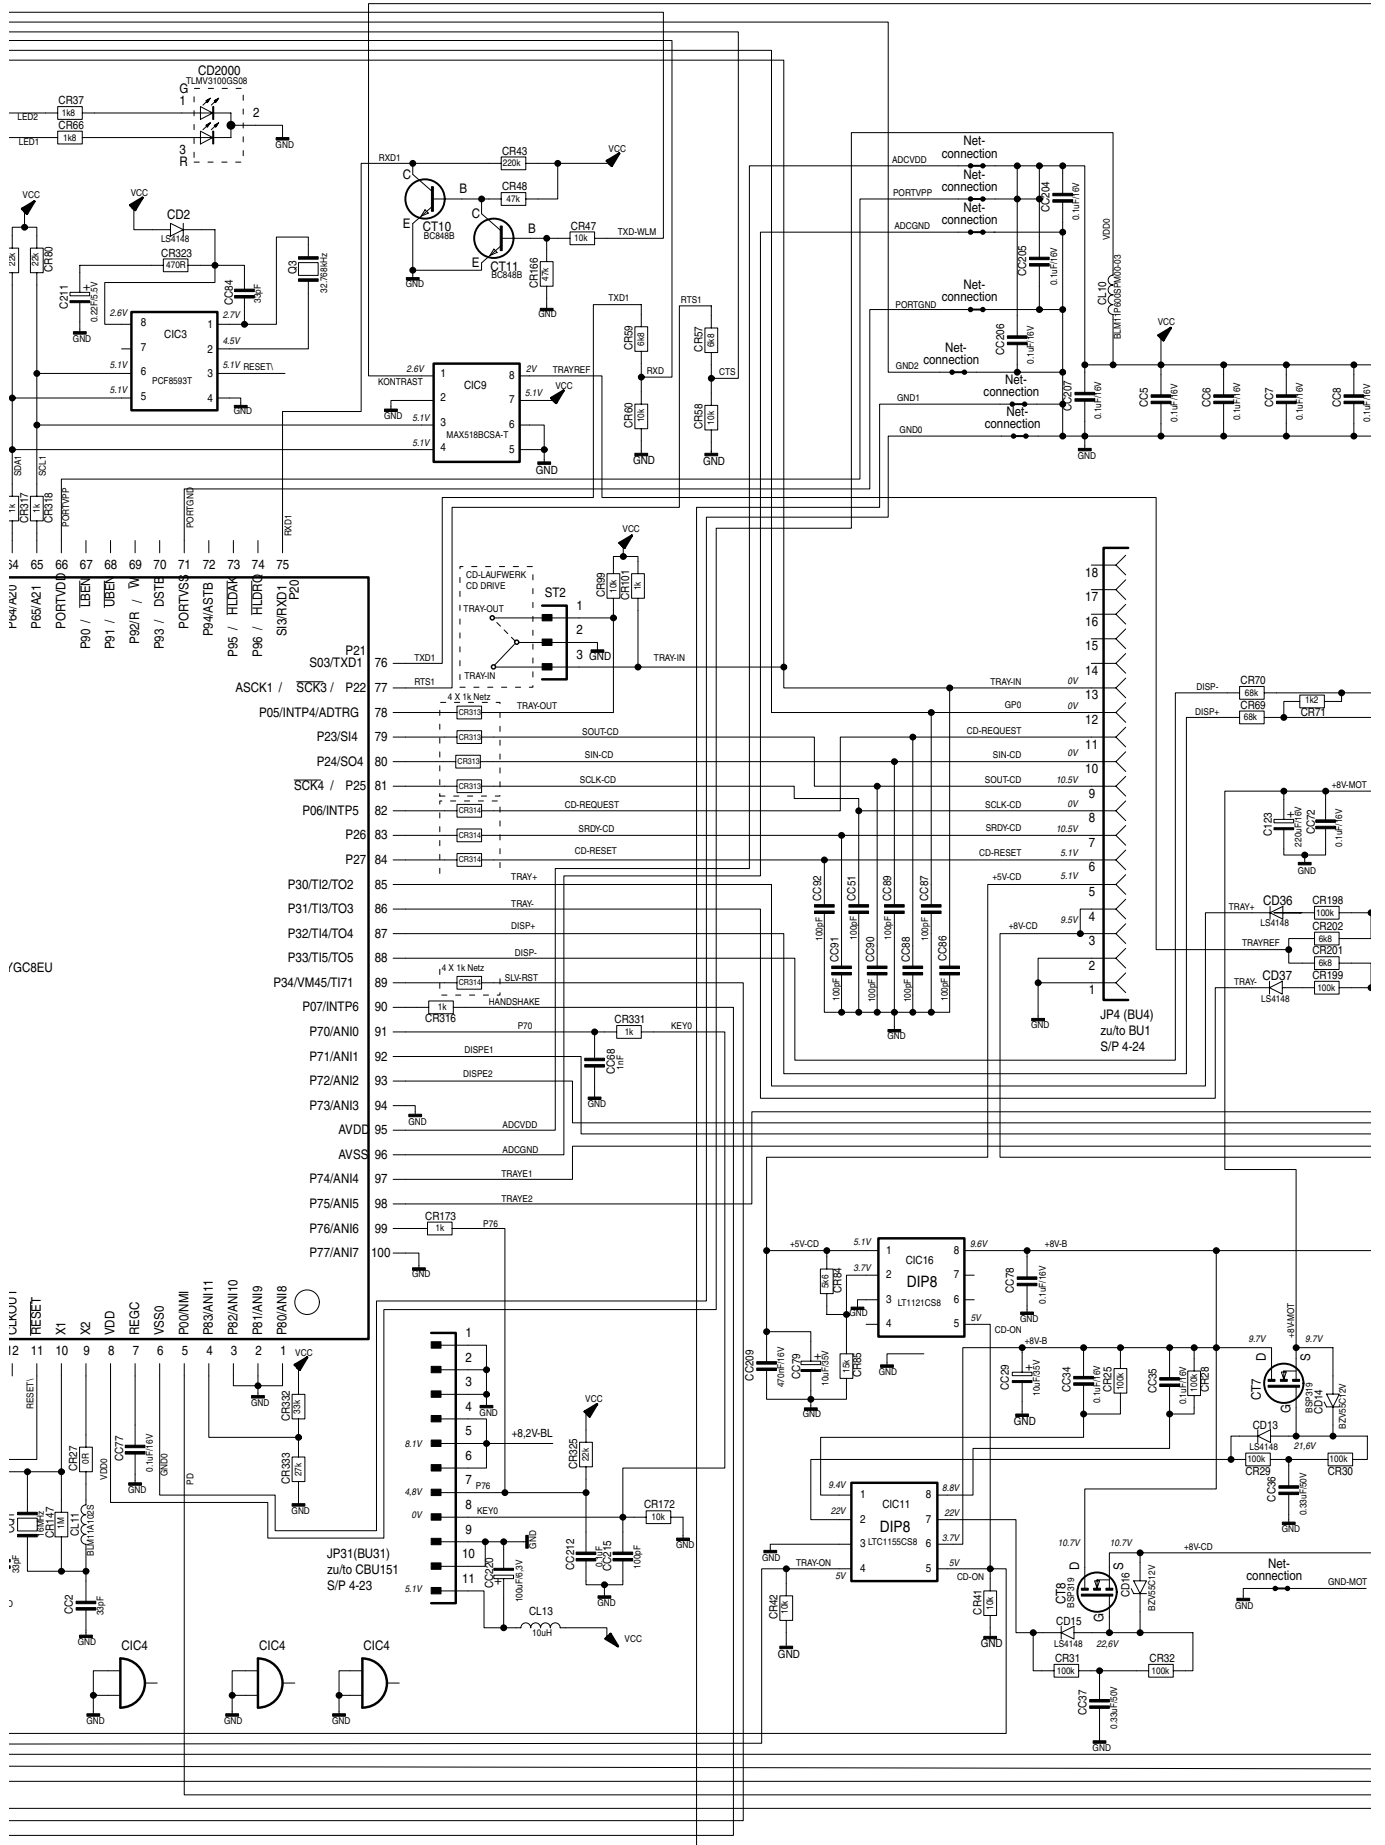 CD2000
TLMV3100GS08
G
1
2
3
R
CR37
1k8
LED2
CR66
1k8
LED1
GND
VCC
22k
22k
CR80
VCC
CD2
LS4148
CR323
470R
C211
0.22F/5.5V
+
GND
CC84
33pF
Q3
32.768kHz
2.6V
8
1
2.7V
CIC3
7
2
4.5V
5.1V
6
3
5.1V
RESET\
PCF8593T
5.1V
5
4
GND
RXD1
CR43
220k
VCC
C
B
CR48
47k
E
CT10
BC848B
C
B
CR47
10k
TXD-WLM
E
CT11
BC848B
CR166
47k
GND
GND
TXD1
RTS1
CR59
6k8
RXD
CR57
6k8
CTS
CR60
10k
CR58
10k
GND
GND
2.6V
KONTRAST
1
8
2V
TRAYREF
CIC9
2
7
5.1V
VCC
GND
5.1V
3
6
MAX518BCSA-T
5.1V
4
5
GND
ADCVDD
Net-
connection
PORTVPP
Net-
connection
ADCGND
Net-
connection
PORTGND
Net-
connection
GND2
Net-
connection
GND1
Net-
connection
GND0
Net-
connection
CC204
0.1uF/16V
CC205
0.1uF/16V
CC206
0.1uF/16V
CC207
0.1uF/16V
GND
VDD0
CL10
BLM11P600SPM00-03
VCC
CC5
0.1uF/16V
CC6
0.1uF/16V
CC7
0.1uF/16V
CC8
0.1uF/16V
SDA1
SCL1
1k
CR317
1k
CR318
PORTVPP
PORTGND
RXD1
64
65
66
67
68
69
70
71
72
73
74
75
P64/A20
P65/A21
PORTVDD
P90 / LBEN
P91 / UBEN
P92/R / W
P93 / DSTB
PORTVSS
P94/ASTB
P95 / HLDAK
P96 / HLDRQ
SI3/RXD1
P20
P21
S03/TXD1
76
TXD1
ASCK1 / SCK3 / P22
77
RTS1
P05/INTP4/ADTRG
78
P23/SI4
79
P24/SO4
80
SCK4 / P25
81
P06/INTP5
82
P26
83
P27
84
P30/TI2/TO2
85
P31/TI3/TO3
86
P32/TI4/TO4
87
P33/TI5/TO5
88
P34/VM45/TI71
89
P07/INTP6
90
P70/ANI0
91
P71/ANI1
92
P72/ANI2
93
P73/ANI3
94
AVDD
95
AVSS
96
P74/ANI4
97
P75/ANI5
98
P76/ANI6
99
P77/ANI7
100
YGC8EU
4 X 1k Netz
CR313
TRAY-OUT
CR313
SOUT-CD
CR313
SIN-CD
CR313
SCLK-CD
CR314
CD-REQUEST
CR314
SRDY-CD
CR314
CD-RESET
TRAY+
TRAY-
DISP+
DISP-
4 X 1k Netz
CR314
SLV-RST
1k
CR316
HANDSHAKE
P70
CR331
1k
KEY0
DISPE1
CC68
1nF
DISPE2
GND
GND
ADCVDD
ADCGND
TRAYE1
TRAYE2
CR173
1k
P76
GND
CD-LAUFWERK
CD DRIVE
TRAY-OUT
TRAY-IN
ST2
1
2
3
GND
VCC
CR99
10k
CR101
1k
TRAY-IN
TRAY-IN
0V
GP0
0V
CD-REQUEST
SIN-CD
0V
SOUT-CD
10.5V
SCLK-CD
0V
SRDY-CD
10.5V
CD-RESET
5.1V
+5V-CD
5.1V
+8V-CD
9.5V
18
17
16
15
14
13
12
11
10
9
8
7
6
5
4
3
2
1
GND
JP4 (BU4)
zu/to BU1
S/P 4-24
CC92
100pF
CC51
100pF
CC89
100pF
CC87
100pF
CC91
100pF
CC90
100pF
CC88
100pF
CC86
100pF
GND
DISP-
CR70
68k
DISP+
CR69
68k
1k2
CR71
+8V-MOT
C123
220uF/16V
+
CC72
0.1uF/16V
GND
TRAY+
CD36
LS4148
CR198
100k
CR202
6k8
TRAYREF
CR201
6k8
TRAY-
CD37
LS4148
CR199
100k
CLKOUT
RESET
X1
X2
VDD
REGC
VSS0
P00/NMI
P83/ANI11
P82/ANI10
P81/ANI9
P80/ANI8
12
11
10
9
8
7
6
5
4
3
2
1
RESET\
CR27
0R
VDD0
CC77
0.1uF/16V
GND0
PD
GND
GND
VCC
CR332
33k
CR333
27k
GND
CR147
1M
CL11
BLM11A102S
33pF
CC2
33pF
GND
1
2
3
4
5
6
7
8
9
10
11
GND
8.1V
+8,2V-BL
4,8V
P76
0V
KEY0
5.1V
JP31(BU31)
zu/to CBU151
S/P 4-23
VCC
CR325
22k
CR172
10k
GND
GND
CC220
100uF/6,3V
+
CC212
0.1uF
CC215
100pF
GND
GND
CL13
10uH
VCC
CIC4
GND
CIC4
GND
CIC4
GND
+5V-CD
5.1V
1
8
9.6V
+8V-B
CIC16
3.7V
2
7
DIP8
3
6
LT1121CS8
4
5
5V
CD-ON
CR84
5k6
GND
CC78
0.1uF/16V
GND
CC209
470nF/16V
CC79
10uF/35V
+
CR85
15k
GND
GND
+8V-B
CC29
10uF/35V
+
GND
CC34
0.1uF/16V
CR25
100k
CC35
0.1uF/16V
CR28
100k
9.7V
D
S
+8V-MOT
9.7V
CT7
BSP319
G
CD14
BZV55C12V
CD13
LS4148
21,6V
100k
CR29
100k
CR30
CC36
0.33uF/50V
GND
9.4V
1
8
8.8V
CIC11
22V
2
7
22V
DIP8
3.7V
3
6
LTC1155CS8
GND
TRAY-ON
5V
4
5
5V
CD-ON
CR42
10k
GND
CR41
10k
GND
10.7V
D
S
10.7V
+8V-CD
CT8
BSP319
G
CD16
BZV55C12V
CD15
LS4148
22,6V
CR31
100k
CR32
100k
CC37
0.33uF/50V
GND
Net-
connection
GND
GND-MOT